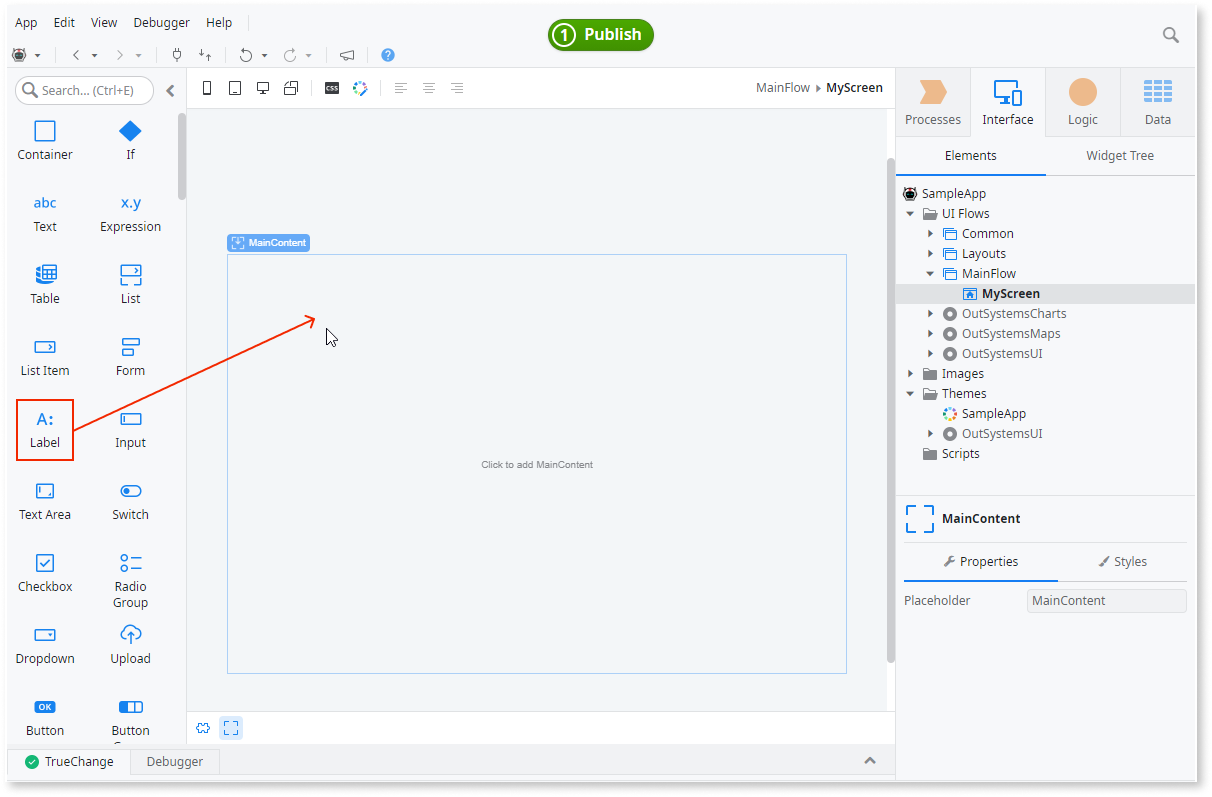 App Edit View Debugger Help
1 Publish
Search... (Ctrl+E)
css
MainFlow MyScreen
Processes Interface Logic Data
Elements Widget Tree
Container If
abc x.y
Text Expression
Table List
List Item Form
A:
Label Input
Text Area Switch
Checkbox Radio
Group
Dropdown Upload
OK
Button Button
MainContent
Click to add MainContent
SampleApp
UI Flows
Common
Layouts
MainFlow
MyScreen
OutSystemsCharts
OutSystemsMaps
OutSystemsUI
Images
Themes
SampleApp
OutSystemsUI
Scripts
MainContent
Properties Styles
Placeholder MainContent
TrueChange Debugger